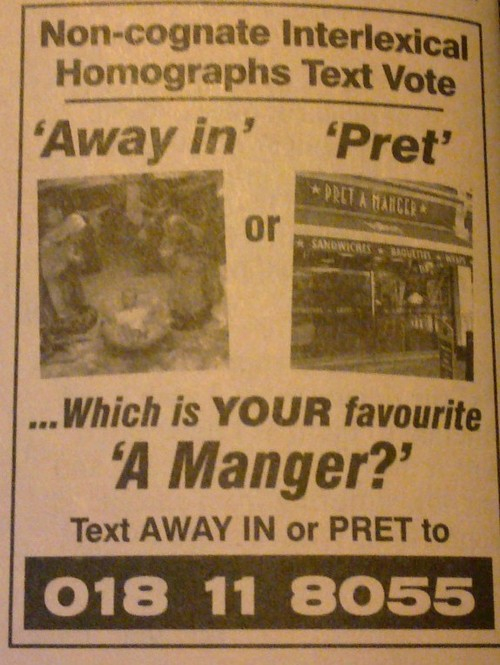 Non-cognate Interlexical
Homographs Text Vote
'Away in' 'Pret'
★ PRET A MANGER ★
or
★ SANDWICHES ★ BAGUETTES ★
...Which is YOUR favourite
'A Manger?'
Text AWAY IN or PRET to
018 11 8055